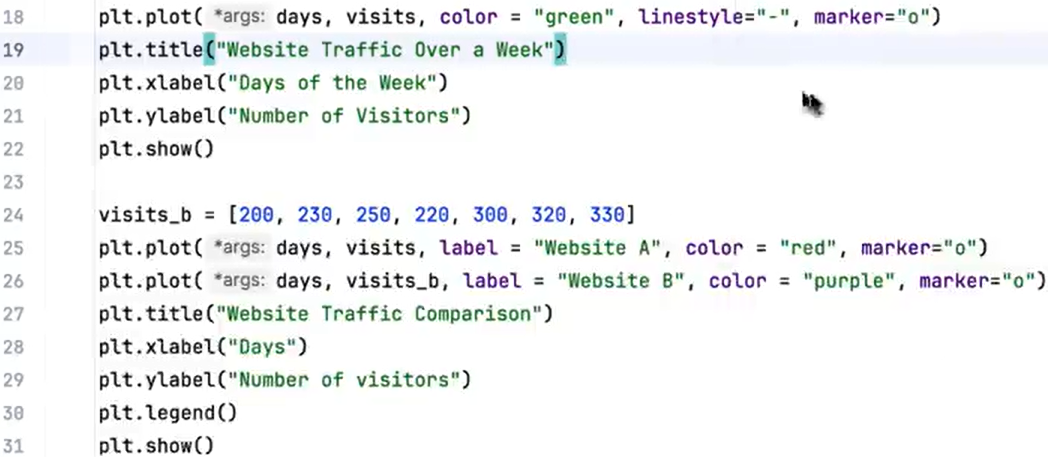 18 plt.plot( *args: days, visits, color = "green", linestyle="-", marker="o")
19 plt.title("Website Traffic Over a Week")
20 plt.xlabel("Days of the Week")
21 plt.ylabel("Number of Visitors")
22 plt.show()
23
24 visits_b = [200, 230, 250, 220, 300, 320, 330]
25 plt.plot( *args: days, visits, label = "Website A", color = "red", marker="o")
26 plt.plot( *args: days, visits_b, label = "Website B", color = "purple", marker="o")
27 plt.title("Website Traffic Comparison")
28 plt.xlabel("Days")
29 plt.ylabel("Number of visitors")
30 plt.legend()
31 plt.show()